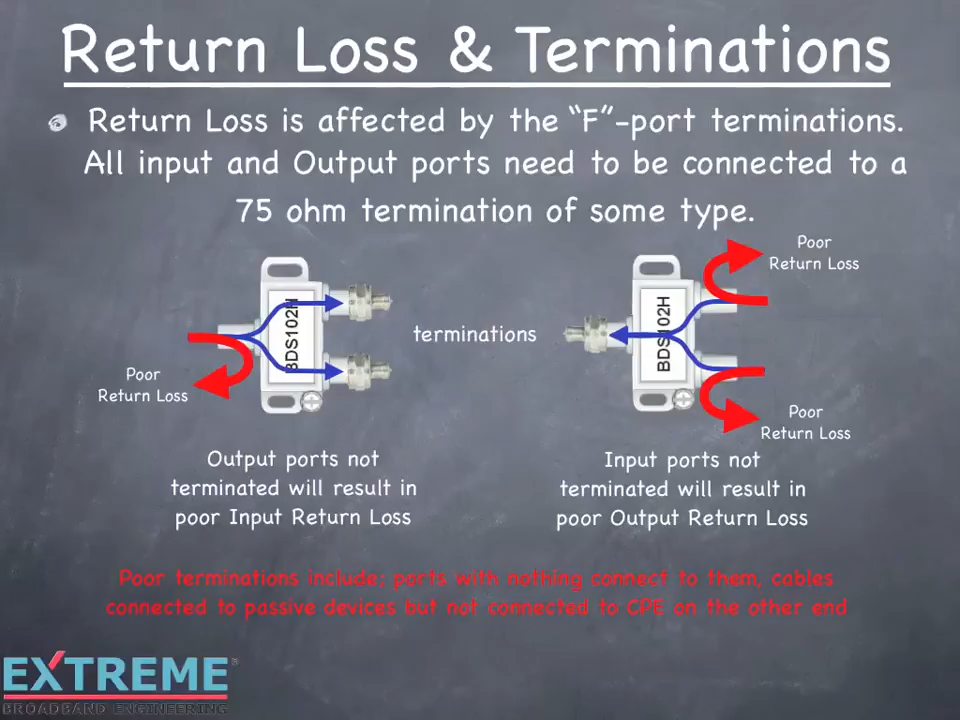 Return Loss & Terminations
Return Loss is affected by the “F”-port terminations.
All input and Output ports need to be connected to a
75 ohm termination of some type.
Poor
Return Loss
BDS102H
BDS102H
terminations
Poor
Return Loss
Poor
Return Loss
Output ports not
terminated will result in
poor Input Return Loss
Input ports not
terminated will result in
poor Output Return Loss
Poor terminations include; ports with nothing connect to them, cables
connected to passive devices but not connected to CPE on the other end
EXTREME
BROADBAND ENGINEERING